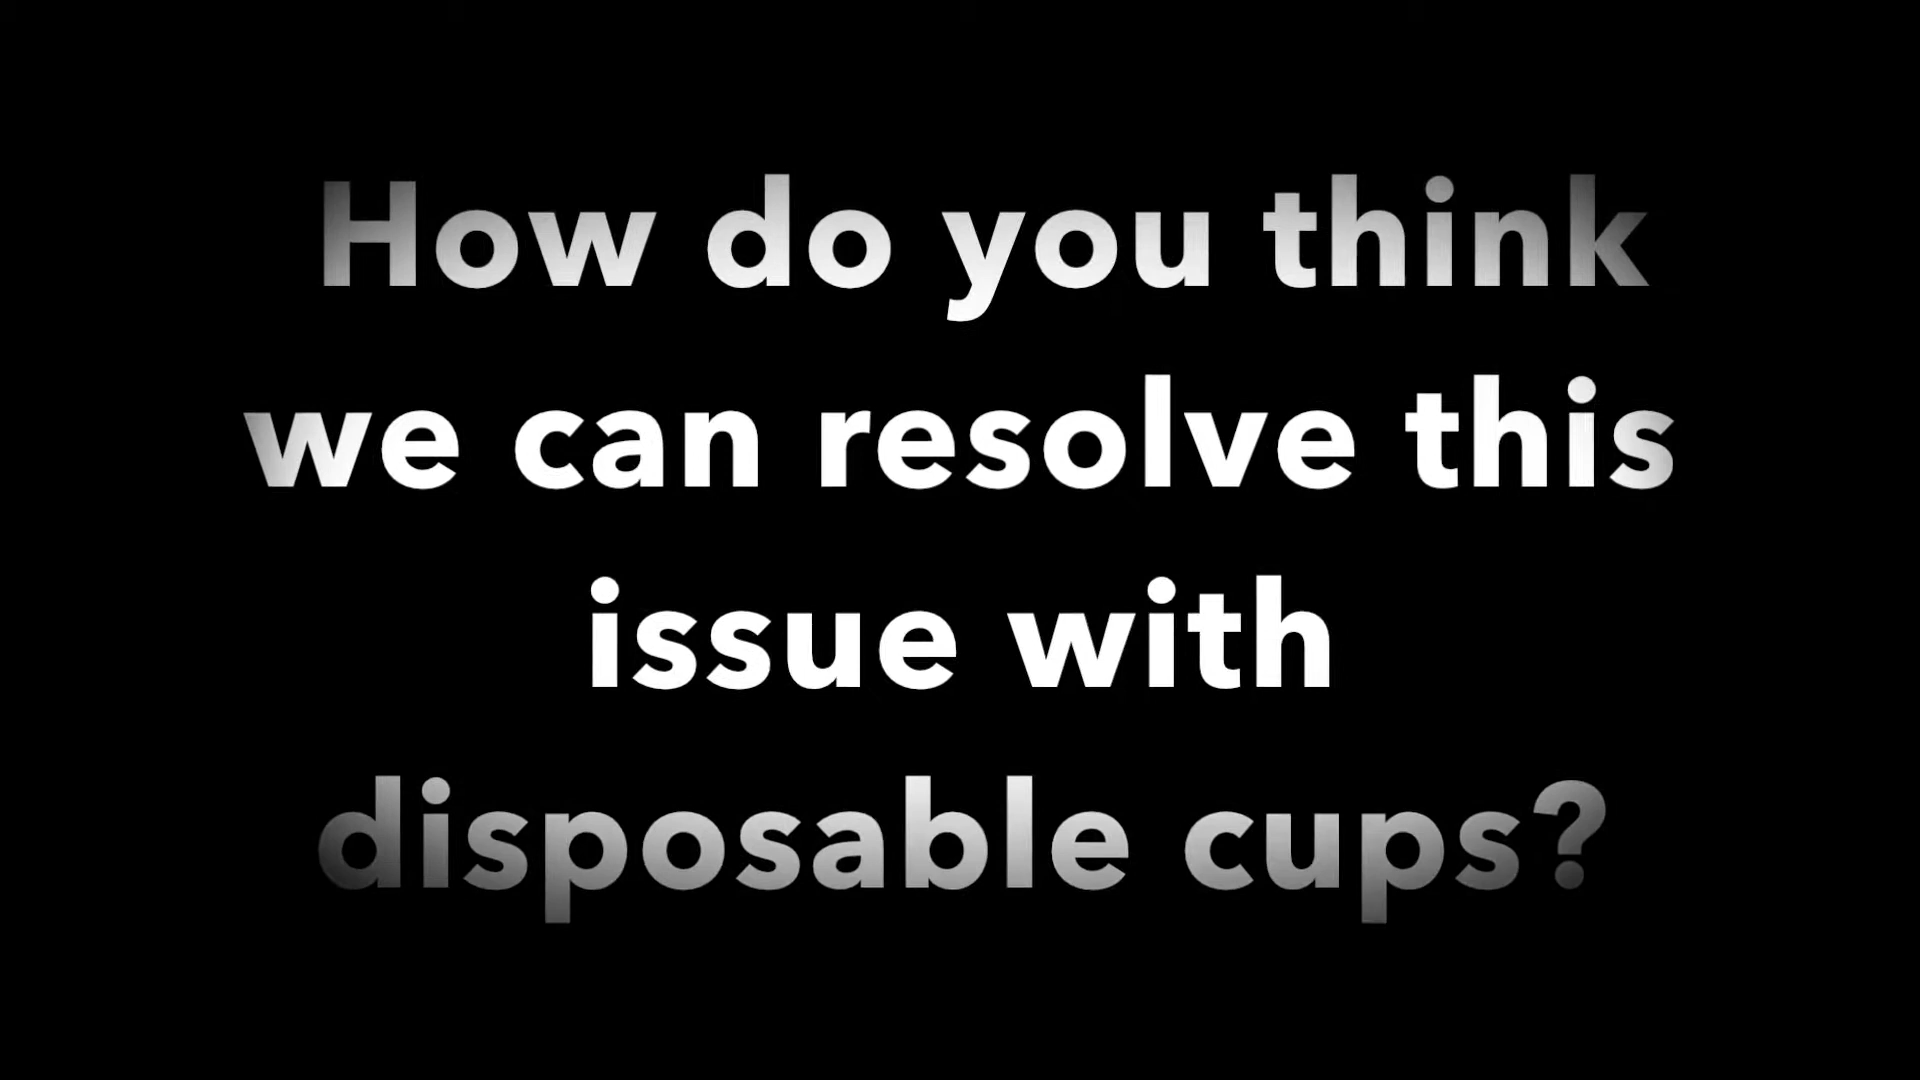 How do you think
we can resolve this
issue with
disposable cups?